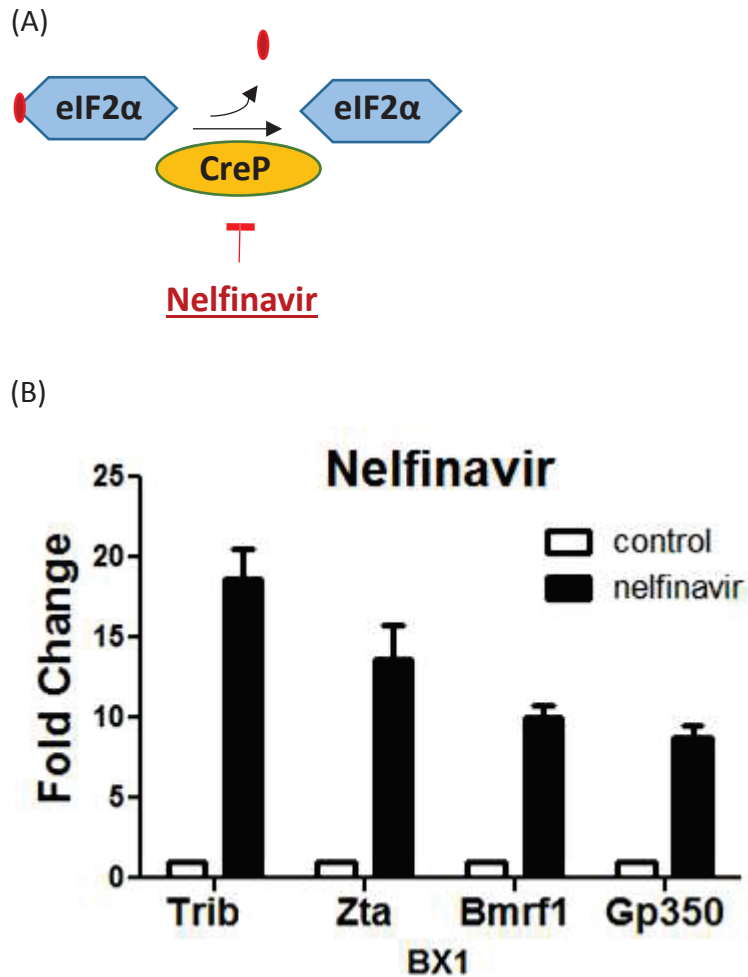 (A)
eIF2α
eIF2α
CreP
Nelfinavir
(B)
Nelfinavir
25
20
15
10
5
0
Fold Change
control
nelfinavir
Trib Zta Bmrf1 Gp350
BX1